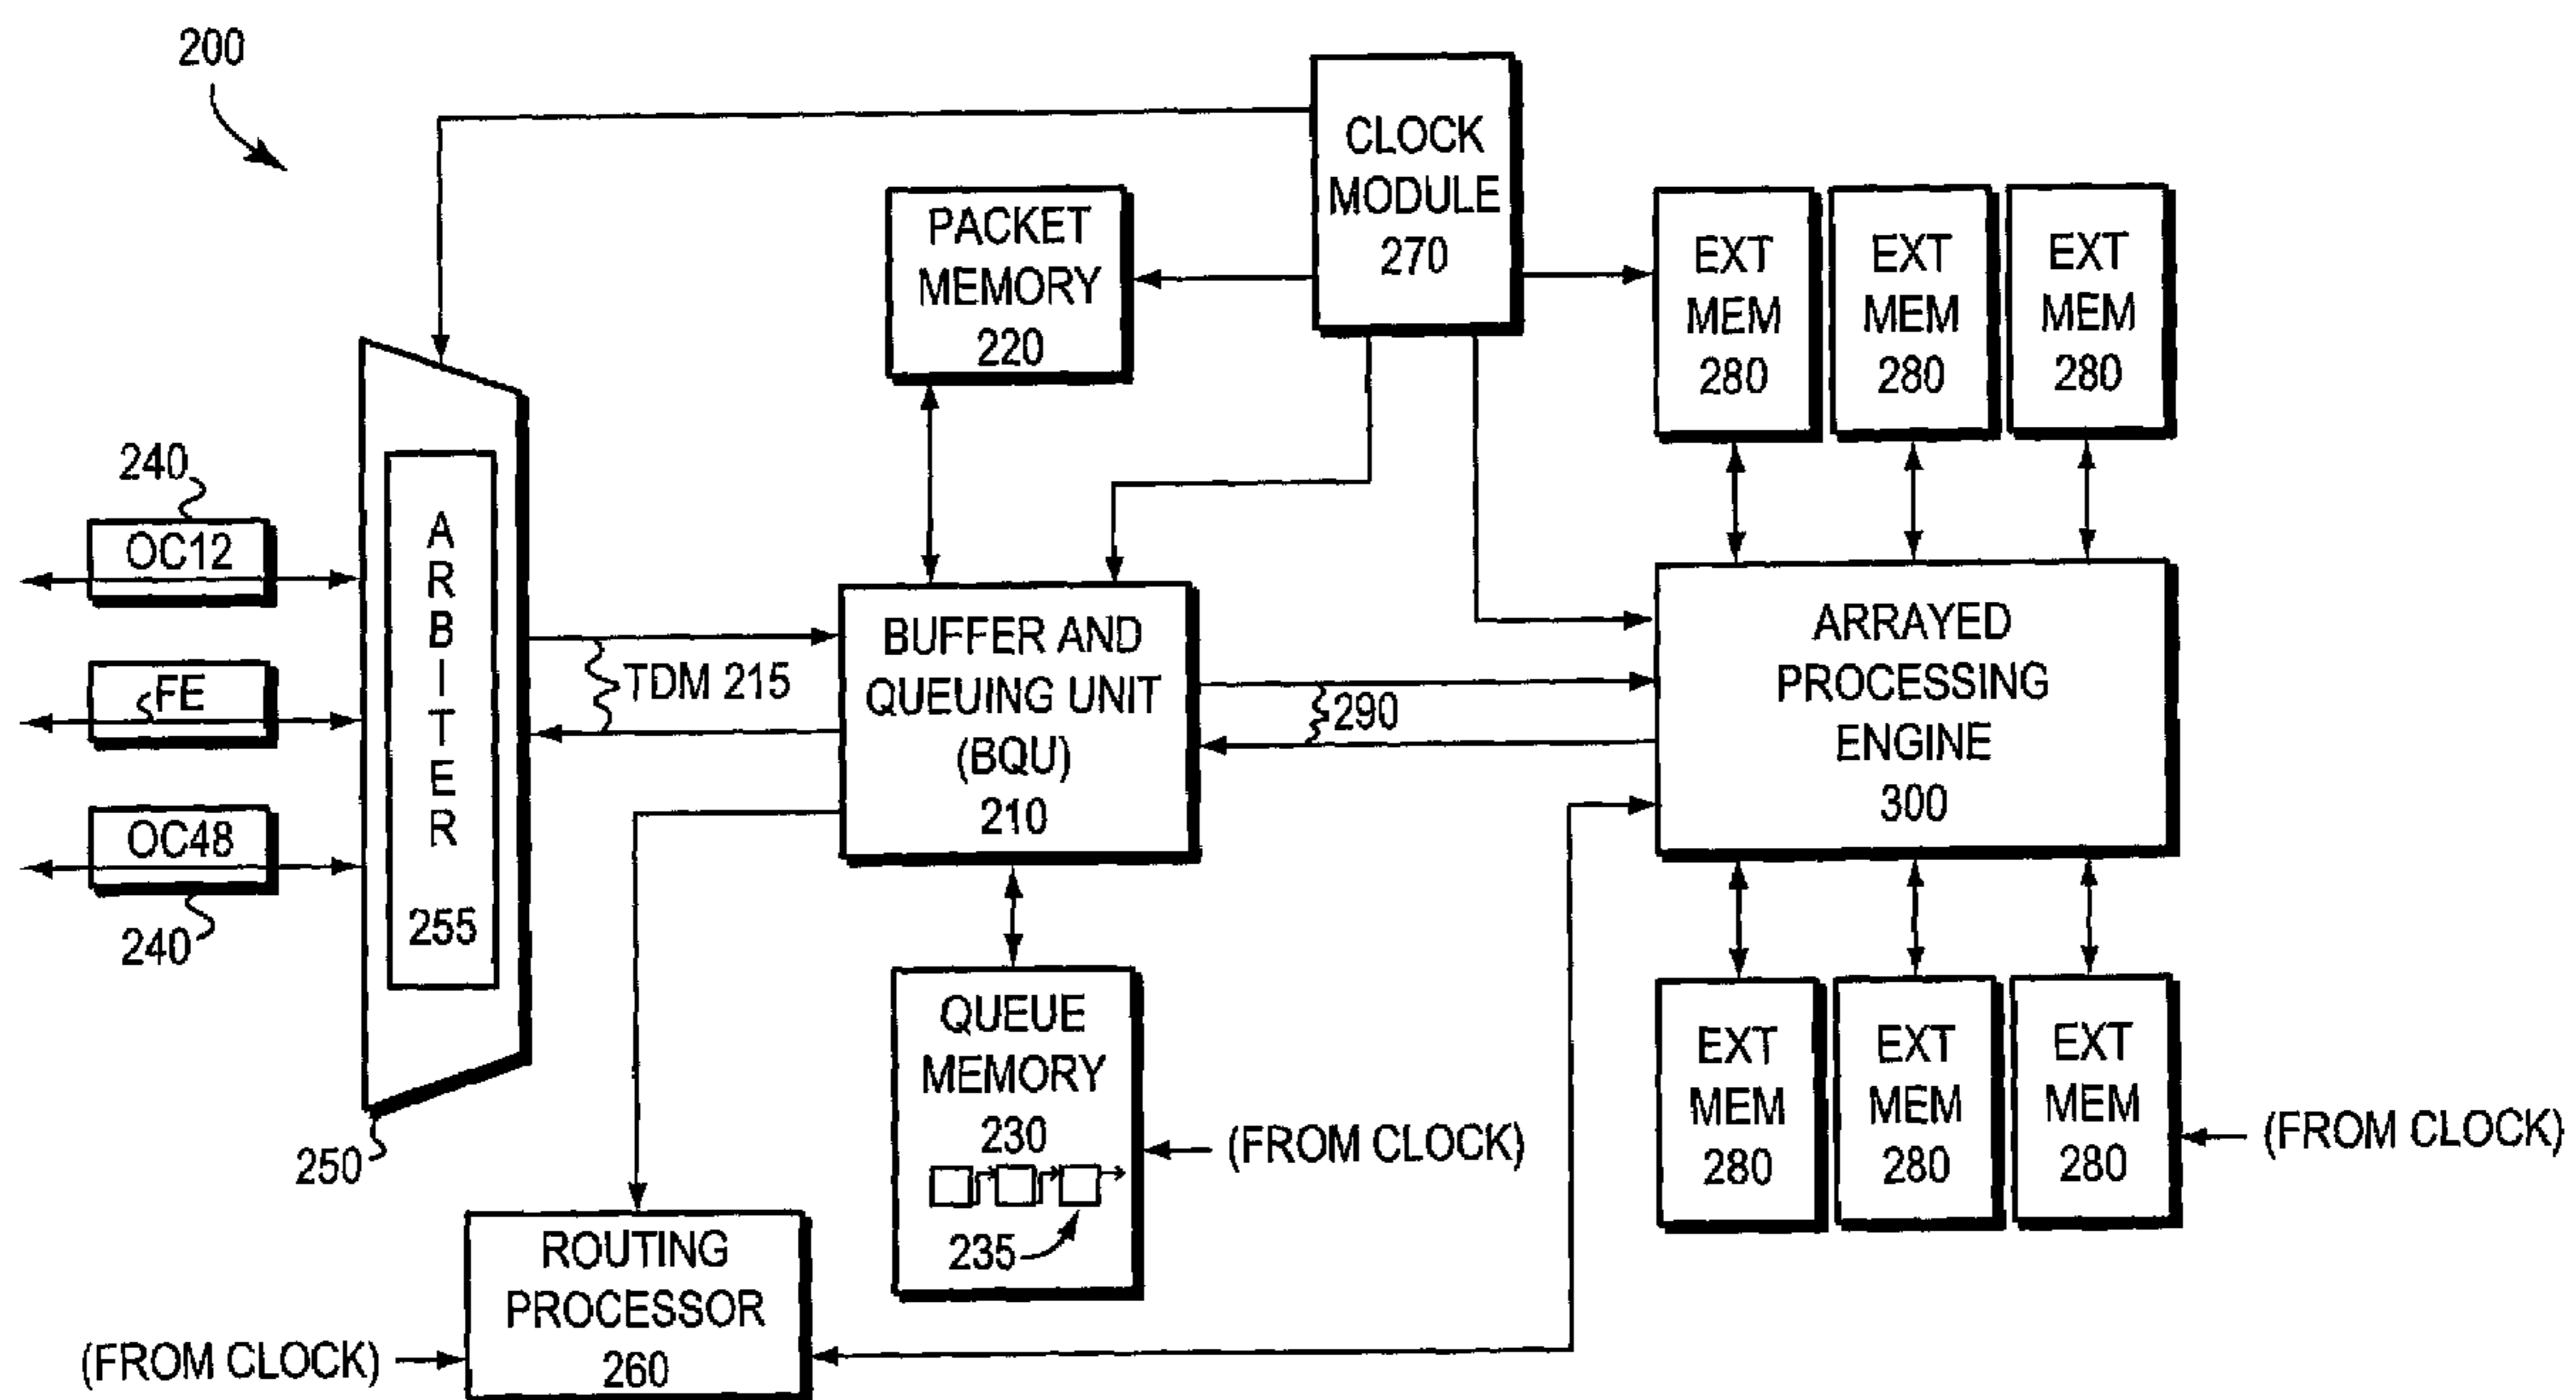 200
CLOCK
MODULE
270
PACKET
MEMORY
220
EXT
MEM
280
EXT
MEM
280
EXT
MEM
280
240
OC12
FE
OC48
240
ARBITER
255
250
TDM 215
BUFFER AND
QUEUING UNIT
(BQU)
210
290
ARRAYED
PROCESSING
ENGINE
300
QUEUE
MEMORY
230
235
(FROM CLOCK)
EXT
MEM
280
EXT
MEM
280
EXT
MEM
280
(FROM CLOCK)
ROUTING
PROCESSOR
260
(FROM CLOCK)